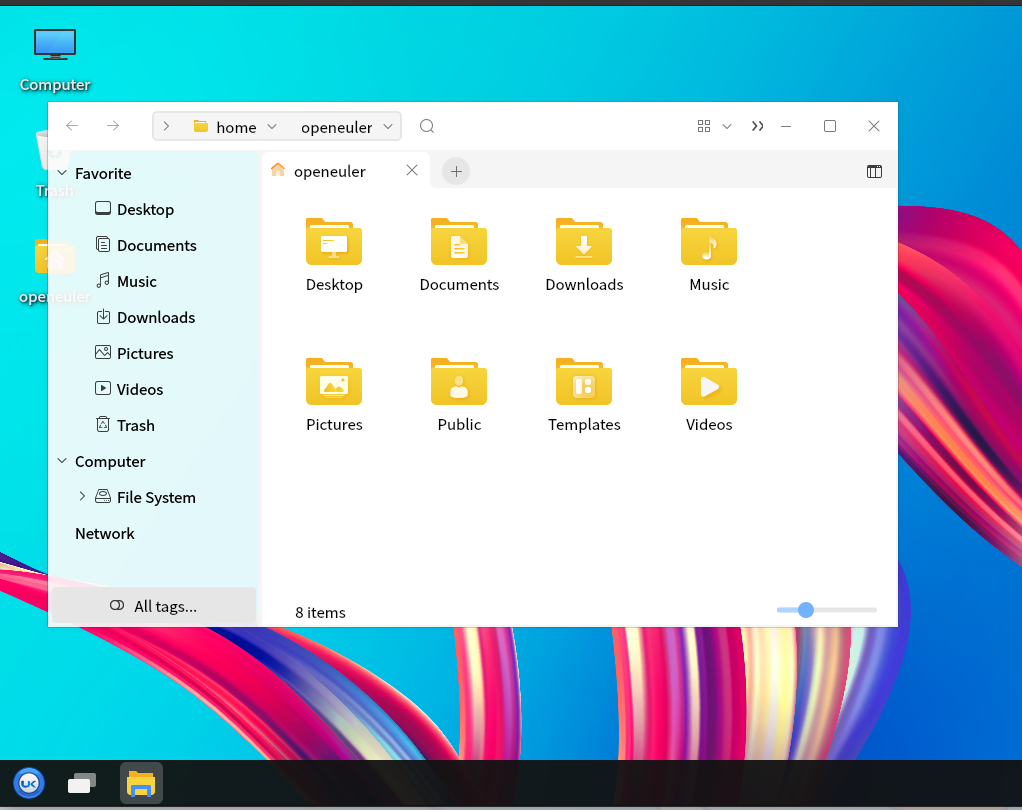 Computer
Trash
openeuler
home
openeuler
Favorite
Desktop
Documents
Music
Downloads
Pictures
Videos
Trash
Computer
File System
Network
All tags...
openeuler
Desktop
Documents
Downloads
Music
Pictures
Public
Templates
Videos
8 items
UK